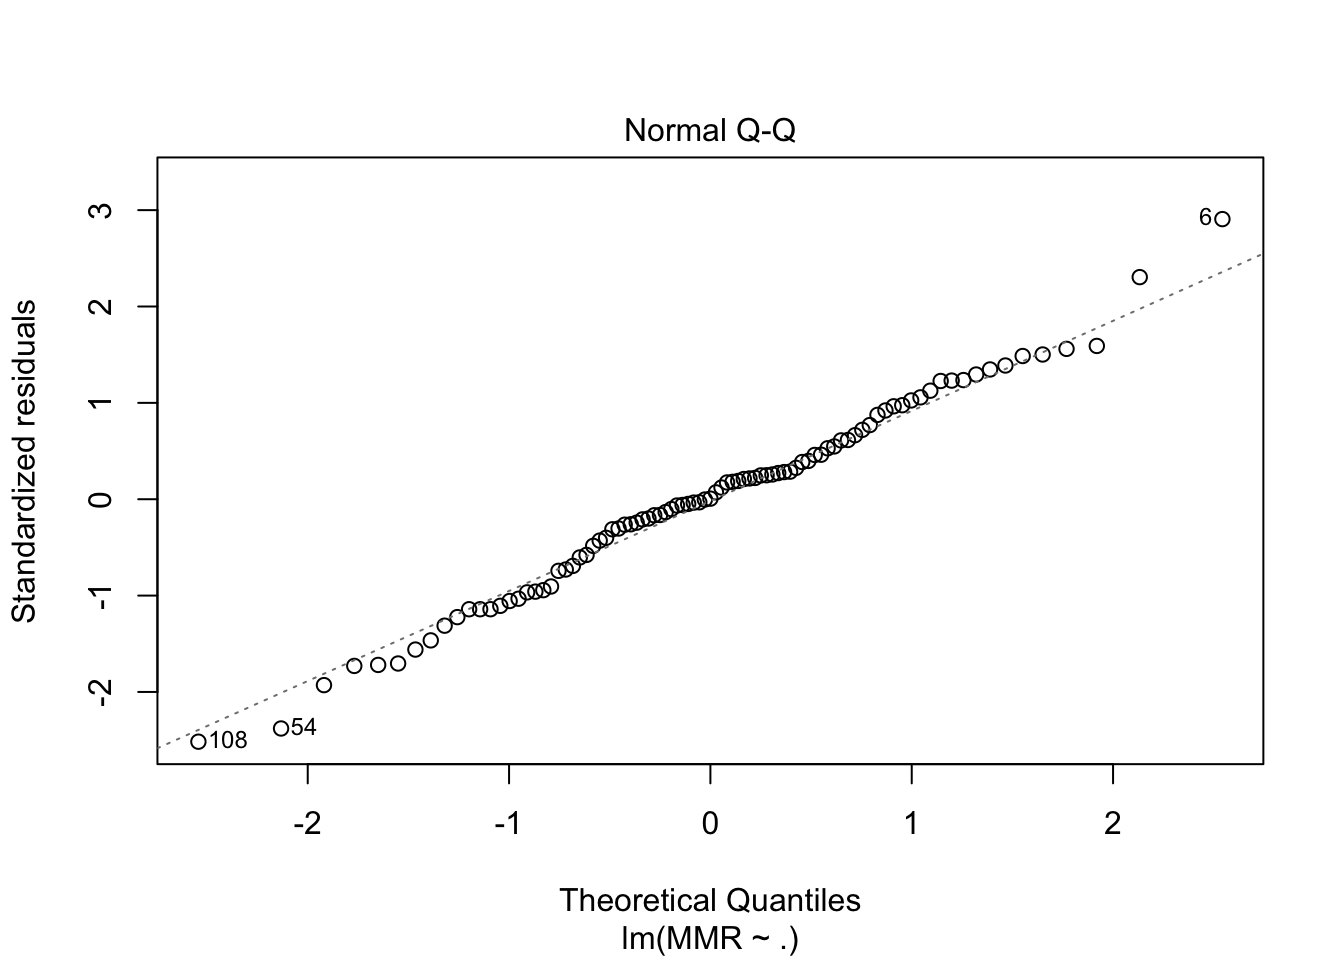 Normal Q-Q
Standardized residuals
3
2
1
0
-1
-2
6
54
108
-2 -1 0 1 2
Theoretical Quantiles
lm(MMR ~ .)